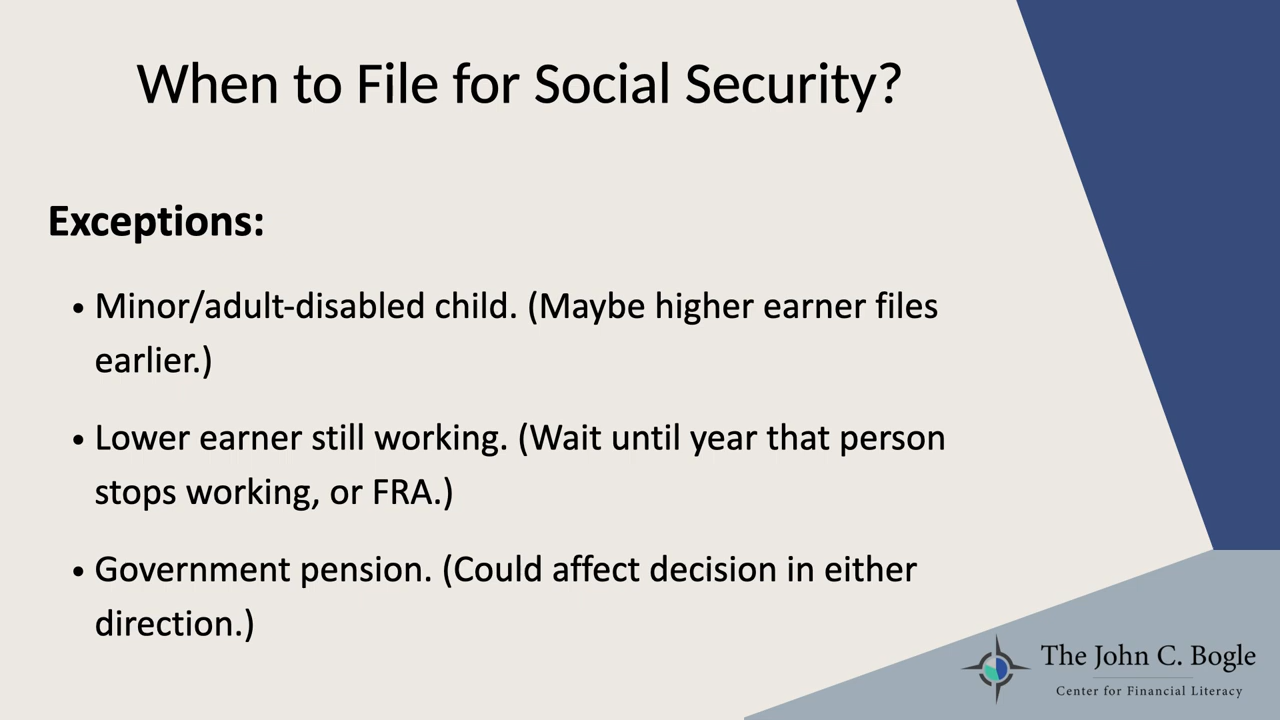 When to File for Social Security?
Exceptions:
• Minor/adult-disabled child. (Maybe higher earner files
earlier.)
• Lower earner still working. (Wait until year that person
stops working, or FRA.)
• Government pension. (Could affect decision in either
direction.)
The John C. Bogle
Center for Financial Literacy